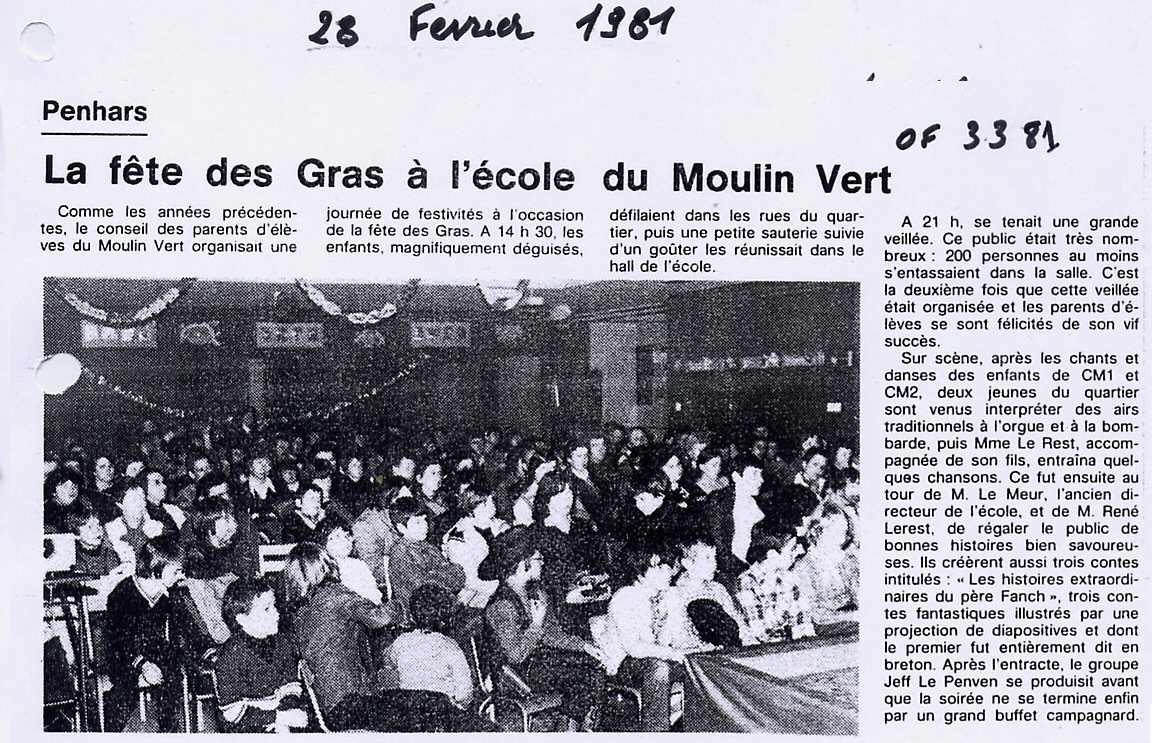 28 Fevrier 1981
Penhars
OF 3.3 81
La fête des Gras à l'école du Moulin Vert
Comme les années précéden-
tes, le conseil des parents d'élè-
ves du Moulin Vert organisait une
journée de festivités à l'occasion
de la fête des Gras. A 14 h 30, les
enfants, magnifiquement déguisés,
défilaient dans les rues du quar-
tier, puis une petite sauterie suivie
d'un goûter les réunissait dans le
hall de l'école.
A 21 h, se tenait une grande
veillée. Ce public était très nom-
breux : 200 personnes au moins
s'entassaient dans la salle. C'est
la deuxième fois que cette veillée
était organisée et les parents d'é-
lèves se sont félicités de son vif
succès.
Sur scène, après les chants et
danses des enfants de CM1 et
CM2, deux jeunes du quartier
sont venus interpréter des airs
traditionnels à l'orgue et à la bom-
barde, puis Mme Le Rest, accom-
pagnée de son fils, entraîna quel-
ques chansons. Ce fut ensuite au
tour de M. Le Meur, l'ancien di-
recteur de l'école, et de M. René
Lerest, de régaler le public de
bonnes histoires bien savoureu-
ses. Ils créèrent aussi trois contes
intitulés : « Les histoires extraordi-
naires du père Fanch », trois con-
tes fantastiques illustrés par une
projection de diapositives et dont
le premier fut entièrement dit en
breton. Après l'entracte, le groupe
Jeff Le Penven se produisit avant
que la soirée ne se termine enfin
par un grand buffet campagnard.